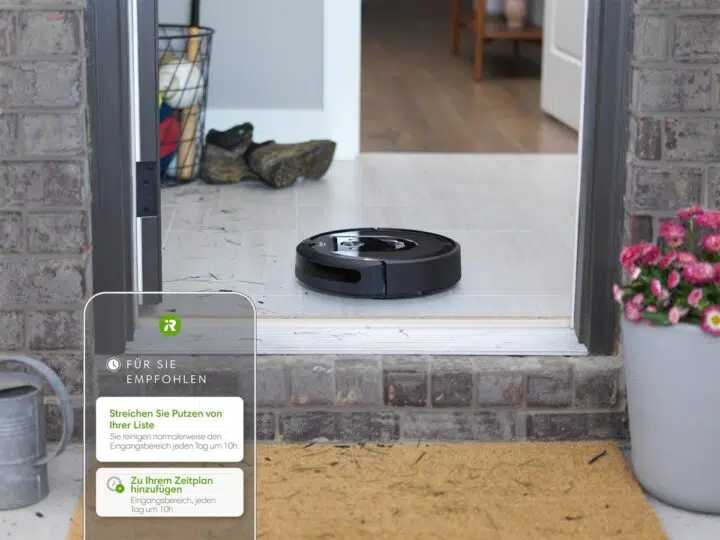 iR
FÜR SIE
EMPFOHLEN
Streichen Sie Putzen von
Ihrer Liste
Sie reinigen normalerweise den
Eingangsbereich jeden Tag um 10h.
Zu Ihrem Zeitplan
hinzufügen
Eingangsbereich, jeden
Tag um 10h